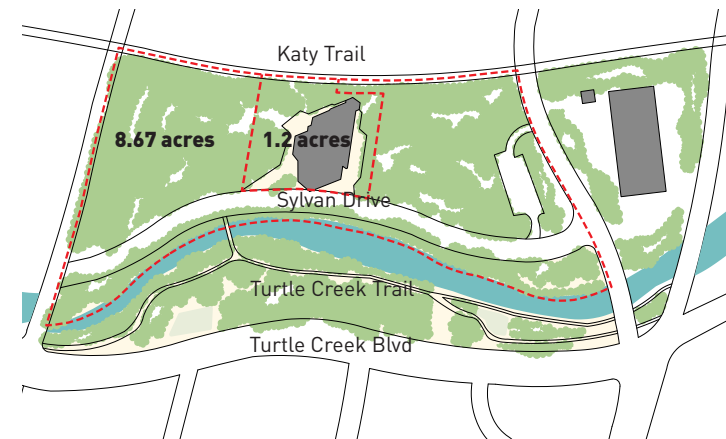 Katy Trail
8.67 acres
1.2 acres
Sylvan Drive
Turtle Creek Trail
Turtle Creek Blvd